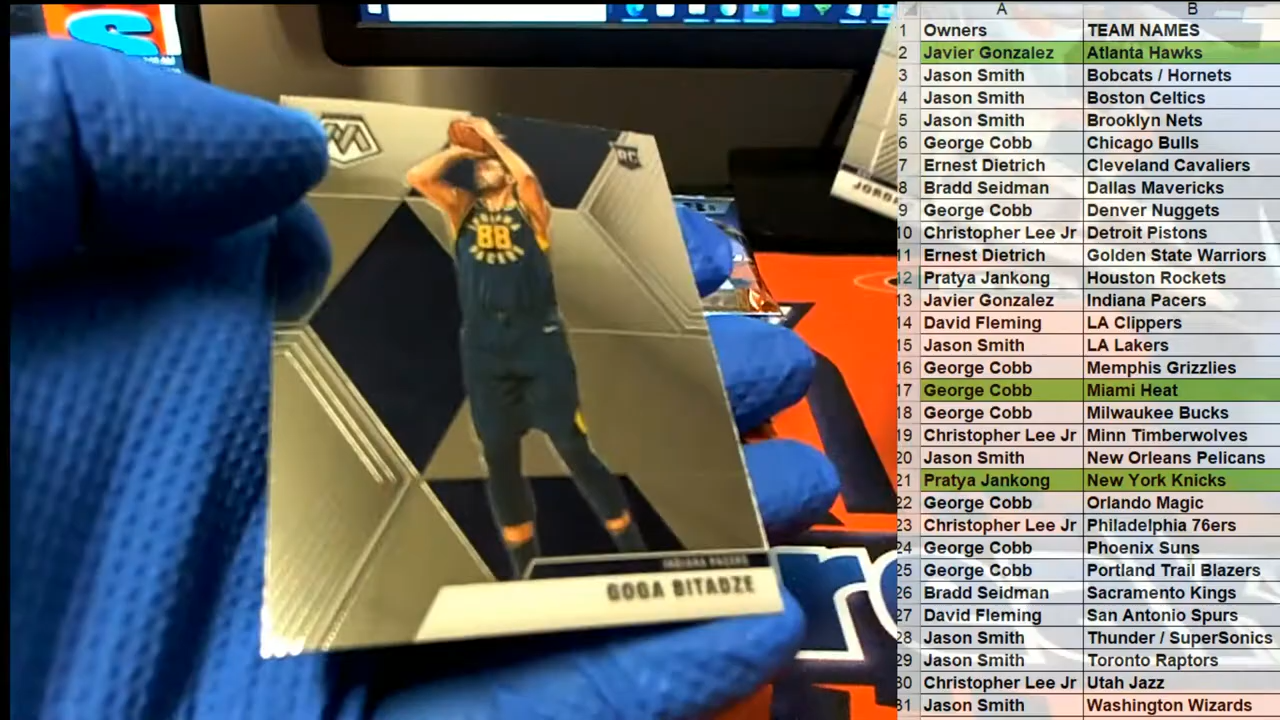 S
M
RC
INDIANA
88
PACERS
INDIANA PACERS
GOGA BITADZE
JORD
A B
1 Owners TEAM NAMES
2 Javier Gonzalez Atlanta Hawks
3 Jason Smith Bobcats / Hornets
4 Jason Smith Boston Celtics
5 Jason Smith Brooklyn Nets
6 George Cobb Chicago Bulls
7 Ernest Dietrich Cleveland Cavaliers
8 Bradd Seidman Dallas Mavericks
9 George Cobb Denver Nuggets
10 Christopher Lee Jr Detroit Pistons
11 Ernest Dietrich Golden State Warriors
12 Pratya Jankong Houston Rockets
13 Javier Gonzalez Indiana Pacers
14 David Fleming LA Clippers
15 Jason Smith LA Lakers
16 George Cobb Memphis Grizzlies
17 George Cobb Miami Heat
18 George Cobb Milwaukee Bucks
19 Christopher Lee Jr Minn Timberwolves
20 Jason Smith New Orleans Pelicans
21 Pratya Jankong New York Knicks
22 George Cobb Orlando Magic
23 Christopher Lee Jr Philadelphia 76ers
24 George Cobb Phoenix Suns
25 George Cobb Portland Trail Blazers
26 Bradd Seidman Sacramento Kings
27 David Fleming San Antonio Spurs
28 Jason Smith Thunder / SuperSonics
29 Jason Smith Toronto Raptors
30 Christopher Lee Jr Utah Jazz
31 Jason Smith Washington Wizards